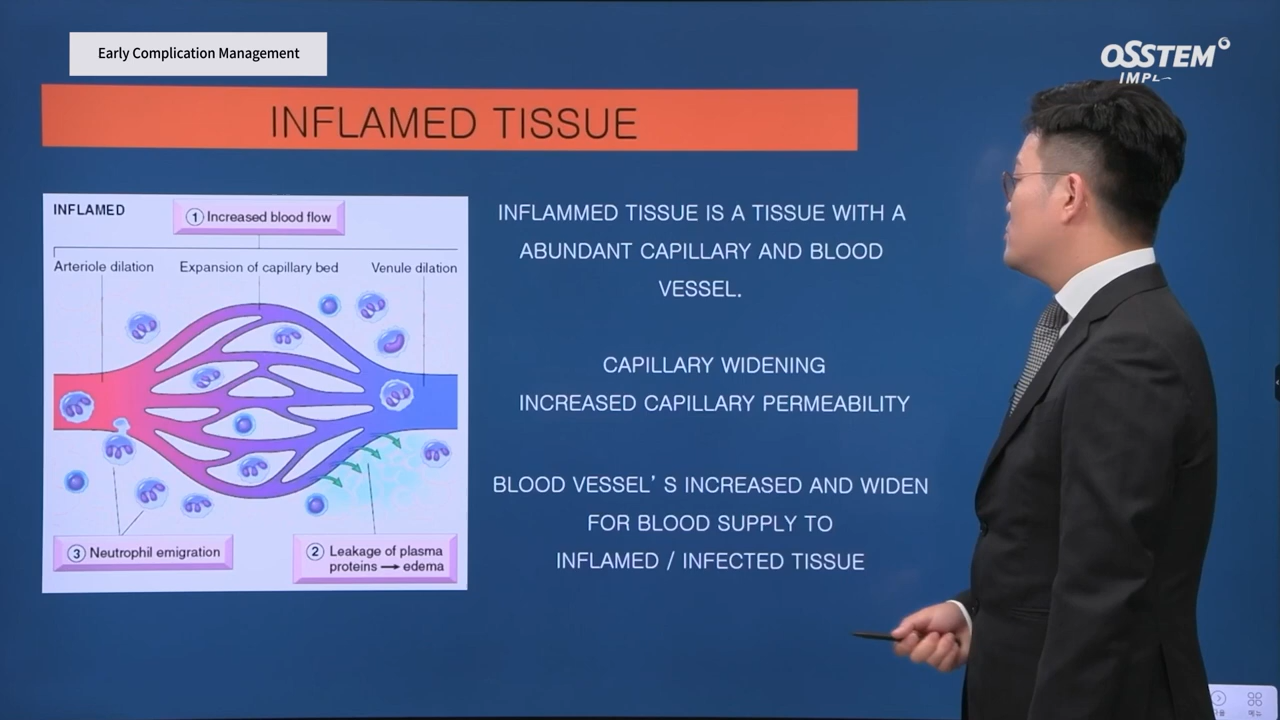 Early Complication Management
OSSTEM
INFLAMED TISSUE
INFLAMED
1 Increased blood flow
Arteriole dilation
Expansion of capillary bed
Venule dilation
3 Neutrophil emigration
2 Leakage of plasma
proteins → edema
INFLAMMED TISSUE IS A TISSUE WITH A
ABUNDANT CAPILLARY AND BLOOD
VESSEL.
CAPILLARY WIDENING
INCREASED CAPILLARY PERMEABILITY
BLOOD VESSEL' S INCREASED AND WIDEN
FOR BLOOD SUPPLY TO
INFLAMED / INFECTED TISSUE